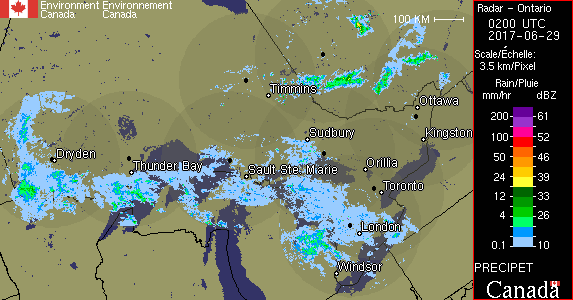 Environment Environnement
Canada Canada
100 KM
Timmins
Ottawa
Sudbury
Kingston
Dryden
Thunder Bay
Sault Ste. Marie
Orillia
Toronto
London
Windsor
Radar - Ontario
0200 UTC
2017-06-29
Scale/Échelle:
3.5 km/Pixel
Rain/Pluie
mm/hr dBZ
200 61
100 52
50 46
24 39
12 33
4 26
0.1 10
PRECIPET
Canada